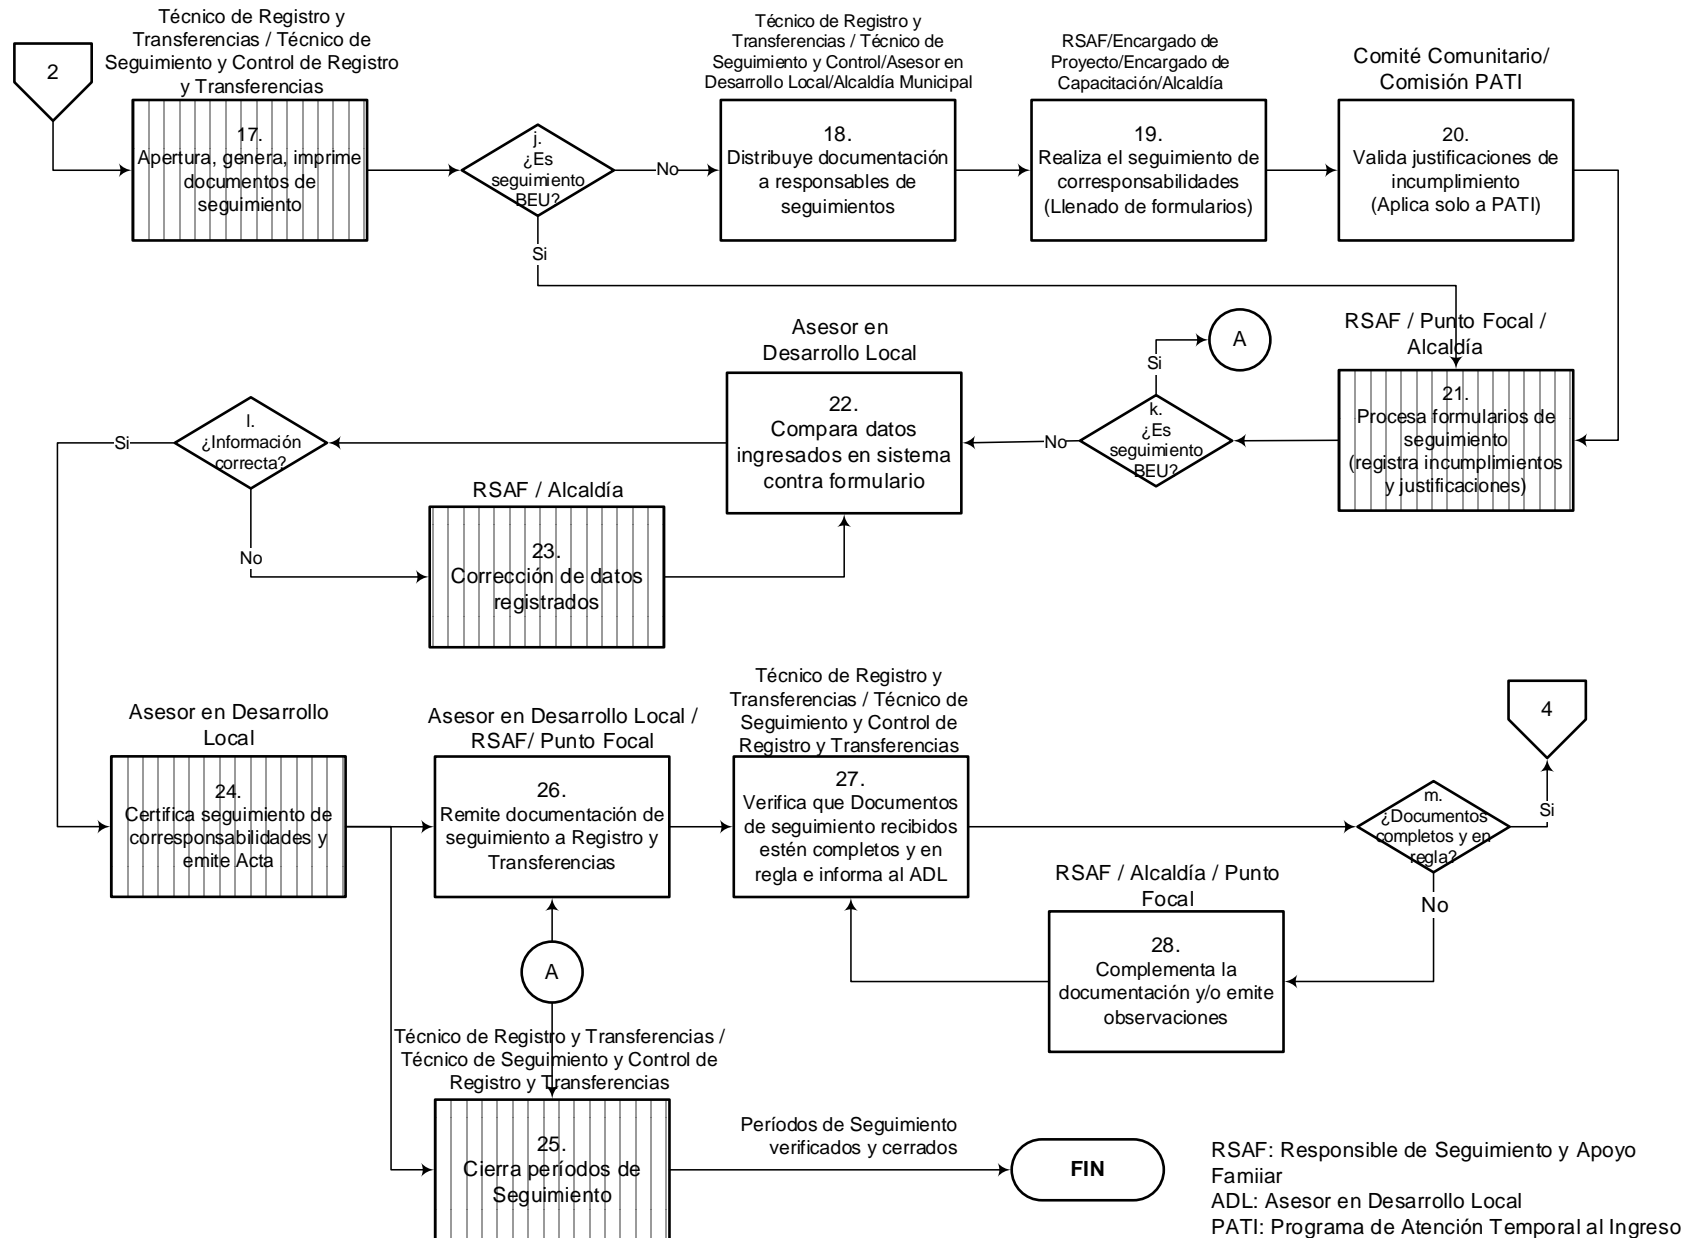 2
Técnico de Registro y
Transferencias / Técnico de
Seguimiento y Control de Registro
y Transferencias
17.
Apertura, genera, imprime
documentos de
seguimiento
j.
¿Es
seguimiento
BEU?
No
Si
Técnico de Registro y
Transferencias / Técnico de
Seguimiento y Control/Asesor en
Desarrollo Local/Alcaldía Municipal
18.
Distribuye documentación
a responsables de
seguimientos
RSAF/Encargado de
Proyecto/Encargado de
Capacitación/Alcaldía
19.
Realiza el seguimiento de
corresponsabilidades
(Llenado de formularios)
Comité Comunitario/
Comisión PATI
20.
Valida justificaciones de
incumplimiento
(Aplica solo a PATI)
RSAF / Punto Focal /
Alcaldía
21.
Procesa formularios de
seguimiento
(registra incumplimientos
y justificaciones)
k.
¿Es
seguimiento
BEU?
Si
A
No
Asesor en
Desarrollo Local
22.
Compara datos
ingresados en sistema
contra formulario
l.
¿Información
correcta?
Si
No
RSAF / Alcaldía
23.
Corrección de datos
registrados
Asesor en Desarrollo
Local
24.
Certifica seguimiento de
corresponsabilidades y
emite Acta
Asesor en Desarrollo Local /
RSAF/ Punto Focal
26.
Remite documentación de
seguimiento a Registro y
Transferencias
Técnico de Registro y
Transferencias / Técnico de
Seguimiento y Control de
Registro y Transferencias
27.
Verifica que Documentos
de seguimiento recibidos
estén completos y en
regla e informa al ADL
m.
¿Documentos
completos y en
regla?
Si
4
No
RSAF / Alcaldía / Punto
Focal
28.
Complementa la
documentación y/o emite
observaciones
A
Técnico de Registro y Transferencias /
Técnico de Seguimiento y Control de
Registro y Transferencias
25.
Cierra períodos de
Seguimiento
Períodos de Seguimiento
verificados y cerrados
FIN
RSAF: Responsible de Seguimiento y Apoyo
Famiiar
ADL: Asesor en Desarrollo Local
PATI: Programa de Atención Temporal al Ingreso